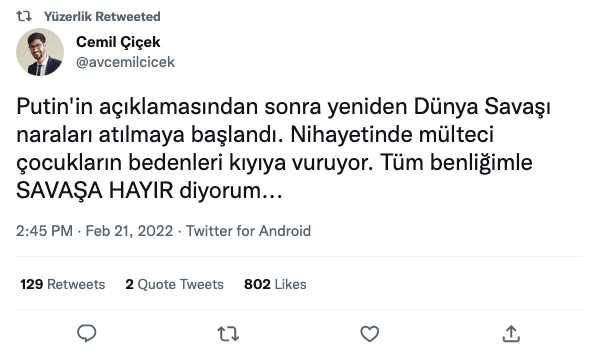 Yüzerlik Retweeted
Cemil Çiçek
@avcemilcicek
Putin'in açıklamasından sonra yeniden Dünya Savaşı
naraları atılmaya başlandı. Nihayetinde mülteci
çocukların bedenleri kıyıya vuruyor. Tüm benliğimle
SAVAŞA HAYIR diyorum...
2:45 PM · Feb 21, 2022 · Twitter for Android
129 Retweets 2 Quote Tweets 802 Likes